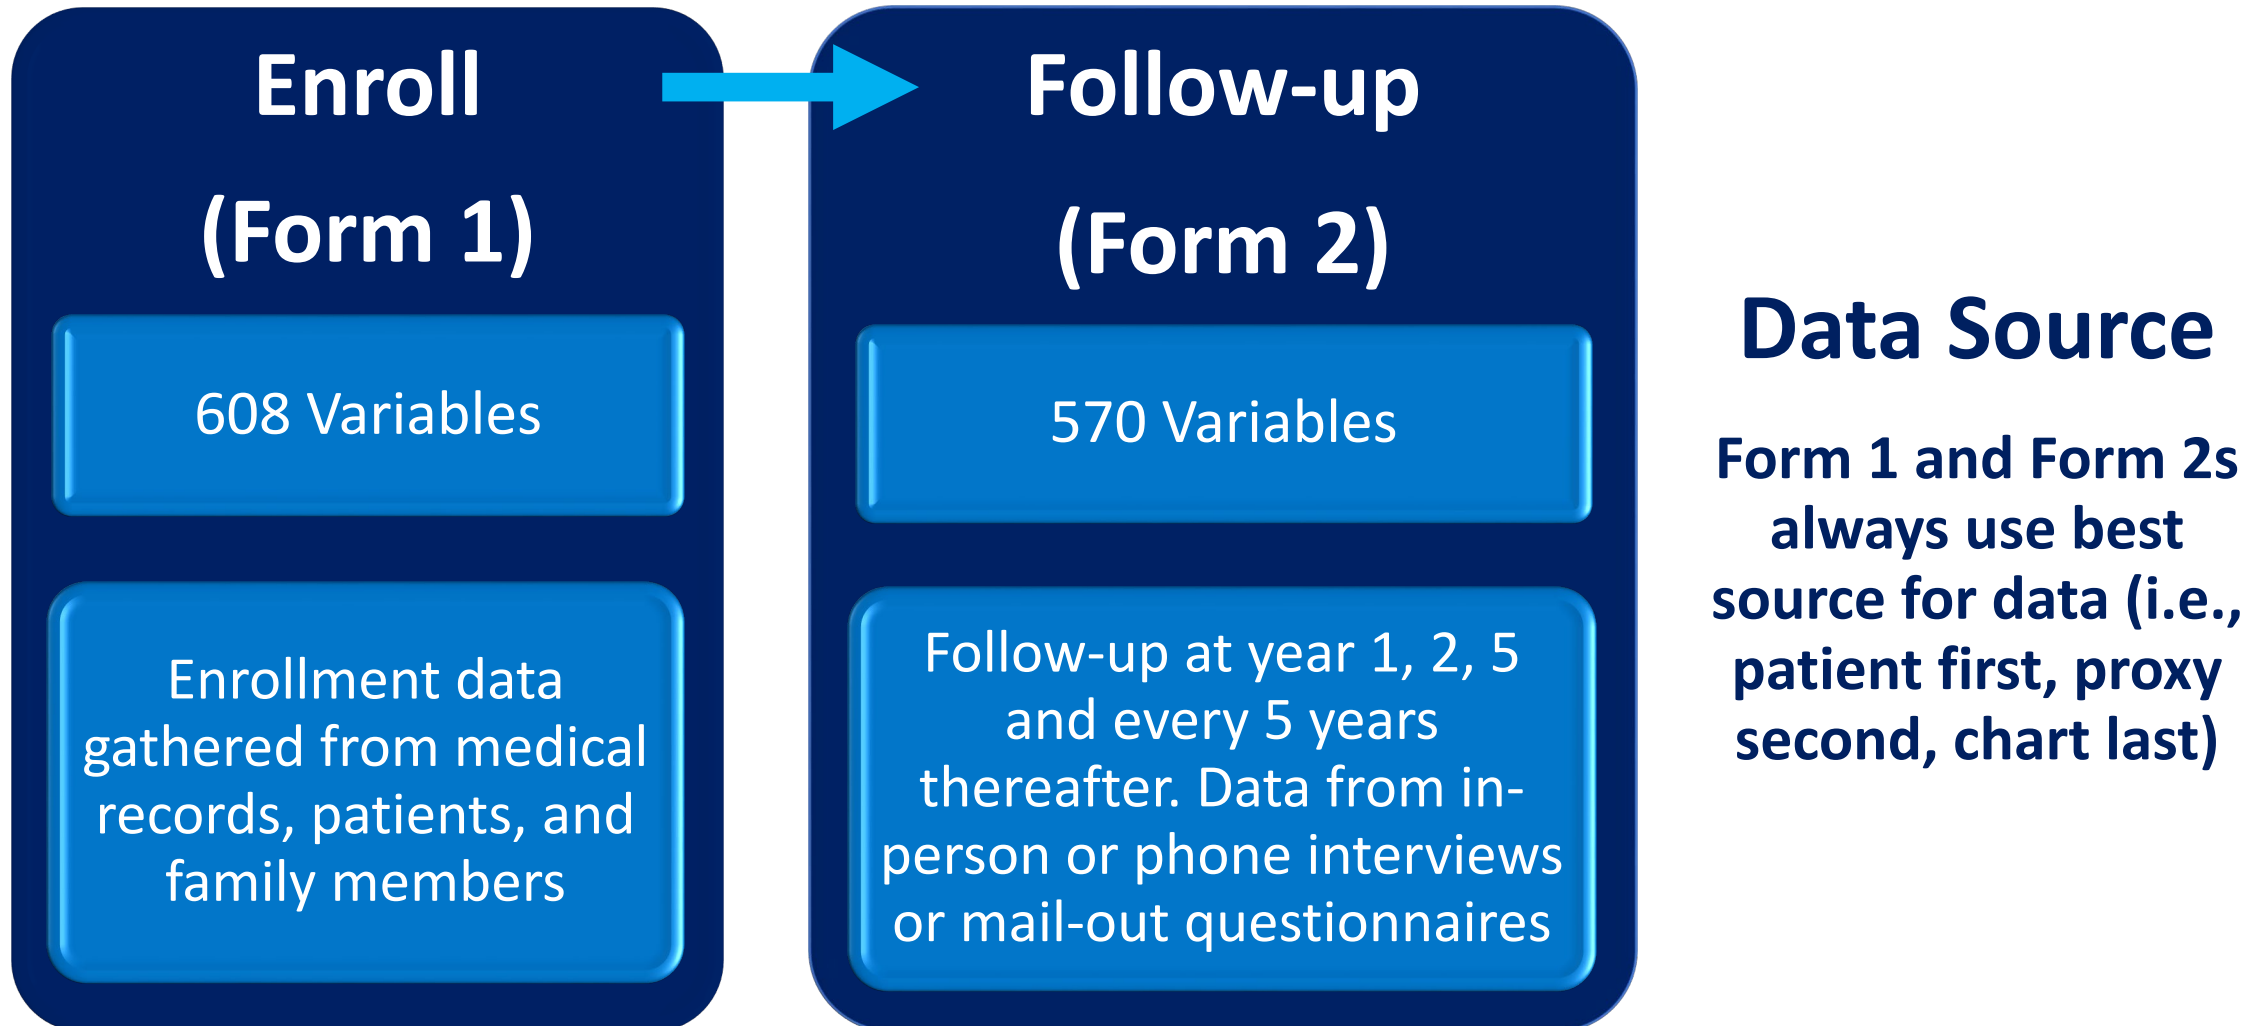 Enroll
(Form 1)
608 Variables
Enrollment data
gathered from medical
records, patients, and
family members
Follow-up
(Form 2)
570 Variables
Follow-up at year 1, 2, 5
and every 5 years
thereafter. Data from in-
person or phone interviews
or mail-out questionnaires
Data Source
Form 1 and Form 2s
always use best
source for data (i.e.,
patient first, proxy
second, chart last)